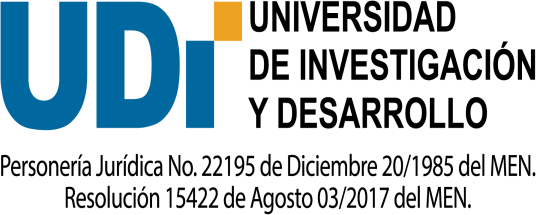 UDi
UNIVERSIDAD
DE INVESTIGACIÓN
Y DESARROLLO
Personería Jurídica No. 22195 de Diciembre 20/1985 del MEN.
Resolución 15422 de Agosto 03/2017 del MEN.